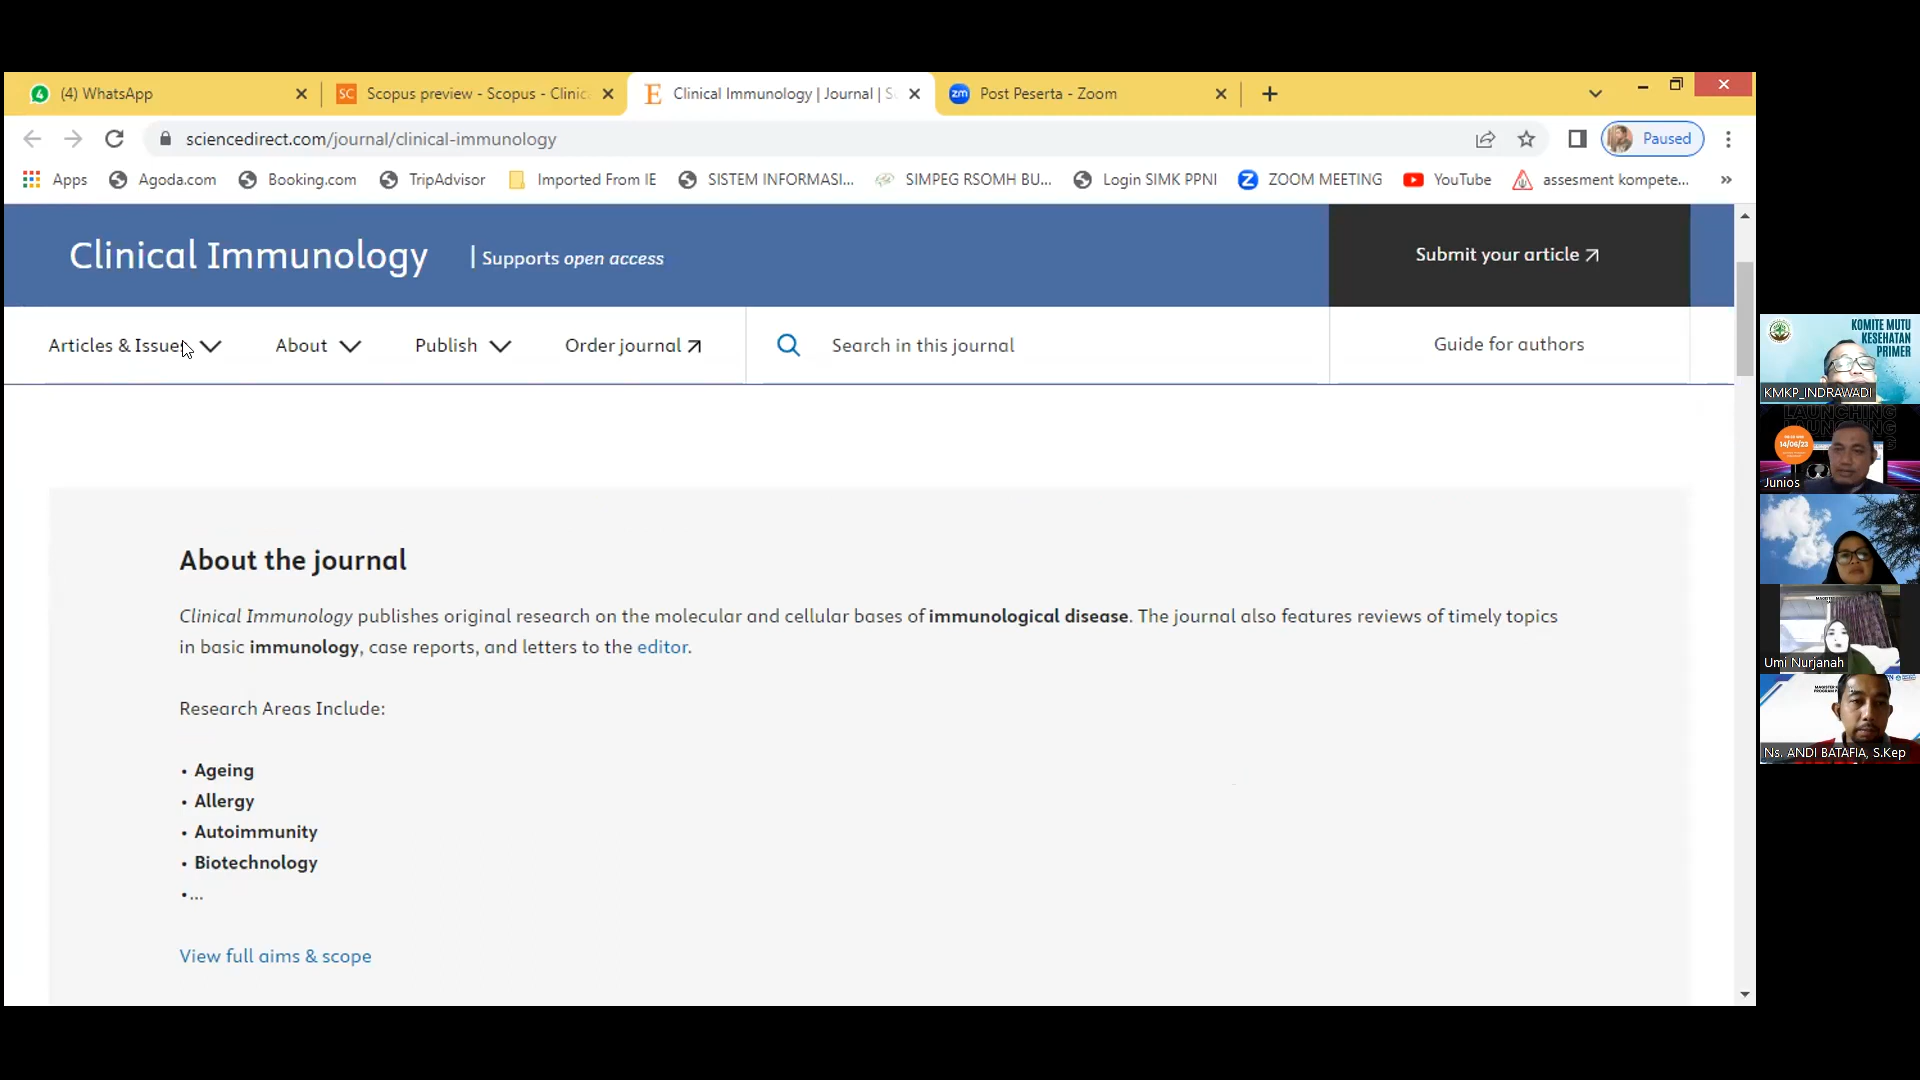 (4) WhatsApp
Scopus preview - Scopus - Clinic
Clinical Immunology | Journal | S
zm Post Peserta - Zoom
sciencedirect.com/journal/clinical-immunology
Paused
Apps
Agoda.com
Booking.com
TripAdvisor
Imported From IE
SISTEM INFORMASI...
SIMPEG RSOMH BU...
Login SIMK PPNI
ZOOM MEETING
YouTube
assesment kompete...
»
Clinical Immunology
| Supports open access
Submit your article
Articles & Issues
About
Publish
Order journal
Search in this journal
Guide for authors
About the journal
Clinical Immunology publishes original research on the molecular and cellular bases of immunological disease. The journal also features reviews of timely topics
in basic immunology, case reports, and letters to the editor.
Research Areas Include:
• Ageing
• Allergy
• Autoimmunity
• Biotechnology
•...
View full aims & scope
KOMITE MUTU
KESEHATAN
PRIMER
KMKP_INDRAWADI
LAUNCHING
14/06/23
Junios
Umi Nurjanah
Ns. ANDI BATAFIA, S.Kep